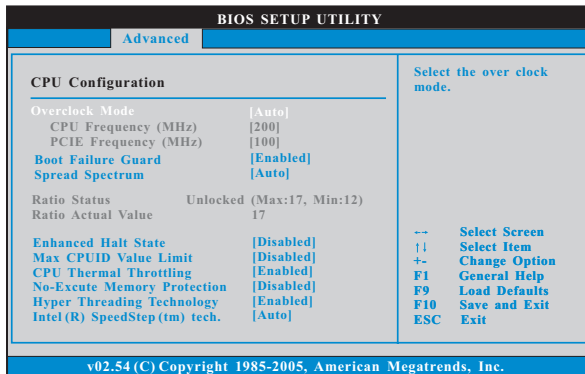 BIOS SETUP UTILITY
Advanced
CPU Configuration
Overclock Mode [Auto]
CPU Frequency (MHz) [200]
PCIE Frequency (MHz) [100]
Boot Failure Guard [Enabled]
Spread Spectrum [Auto]
Ratio Status Unlocked (Max:17, Min:12)
Ratio Actual Value 17
Enhanced Halt State [Disabled]
Max CPUID Value Limit [Disabled]
CPU Thermal Throttling [Enabled]
No-Excute Memory Protection [Disabled]
Hyper Threading Technology [Enabled]
Intel(R) SpeedStep(tm) tech. [Auto]
Select the over clock
mode.
←→ Select Screen
↑↓ Select Item
+- Change Option
F1 General Help
F9 Load Defaults
F10 Save and Exit
ESC Exit
v02.54 (C) Copyright 1985-2005, American Megatrends, Inc.